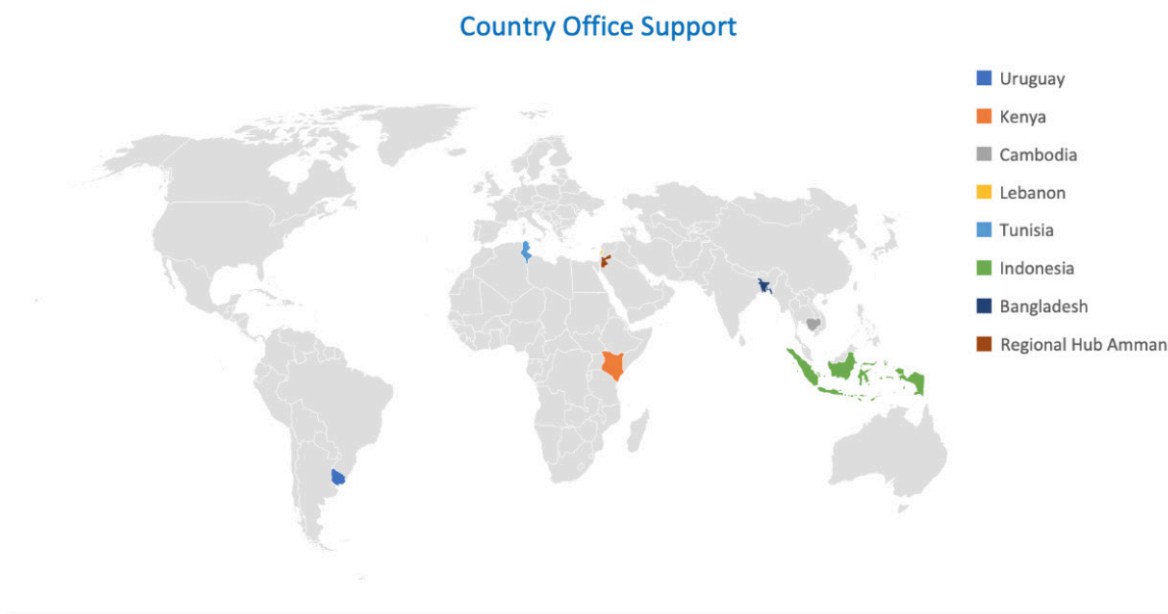 Country Office Support
Uruguay
Kenya
Cambodia
Lebanon
Tunisia
Indonesia
Bangladesh
Regional Hub Amman